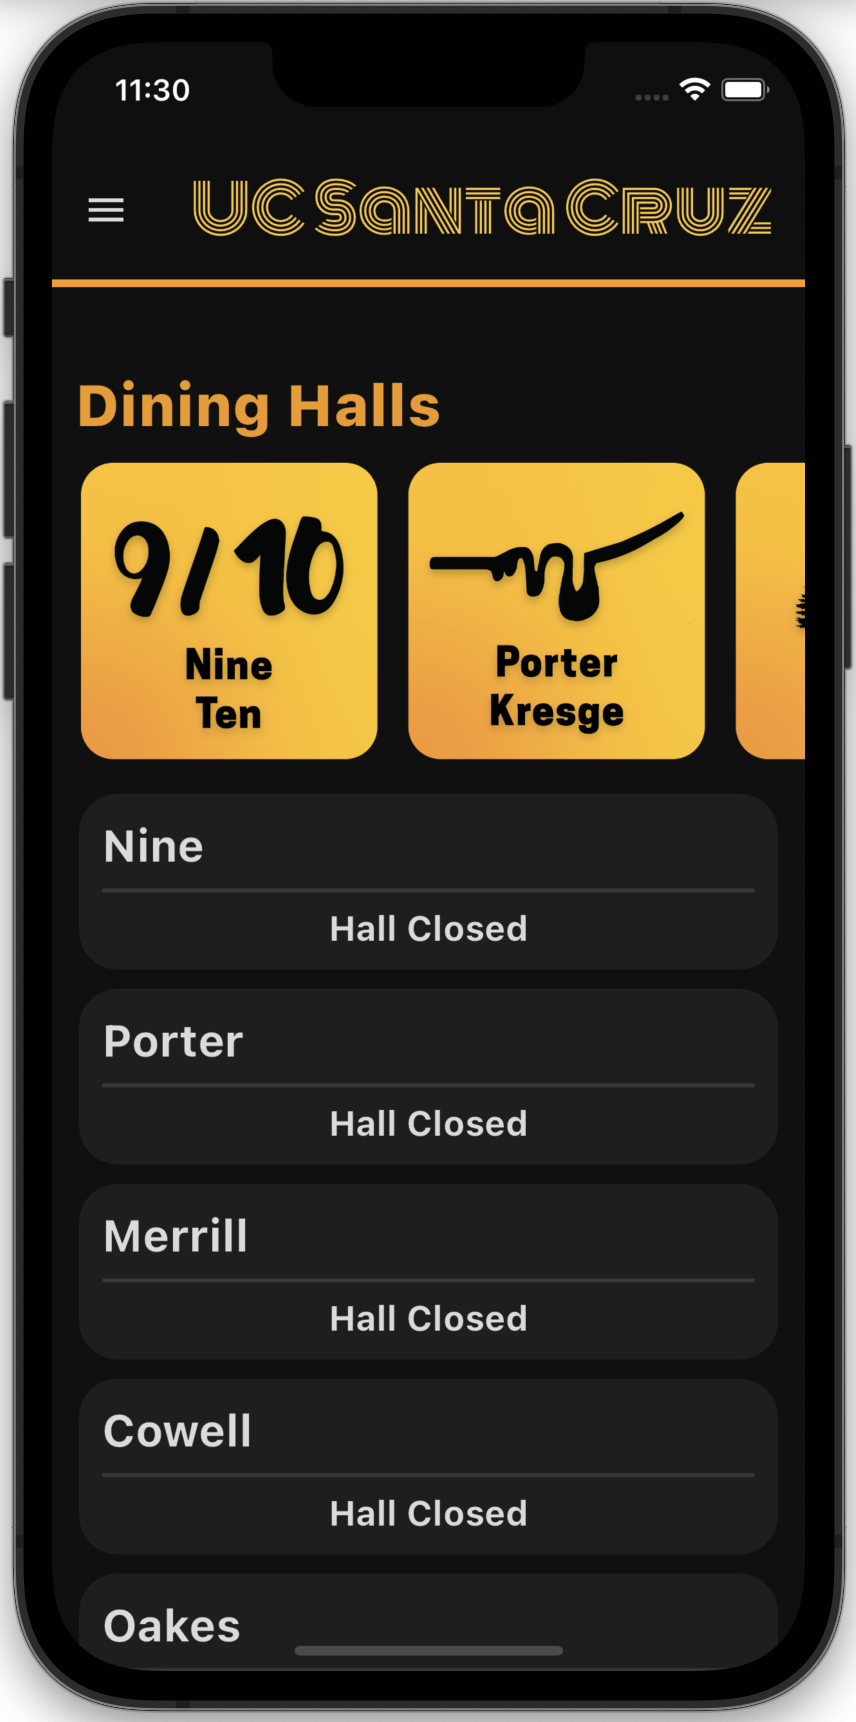 11:30
UC Santa Cruz
Dining Halls
9/10
Nine
Ten
Porter
Kresge
Nine
Hall Closed
Porter
Hall Closed
Merrill
Hall Closed
Cowell
Hall Closed
Oakes